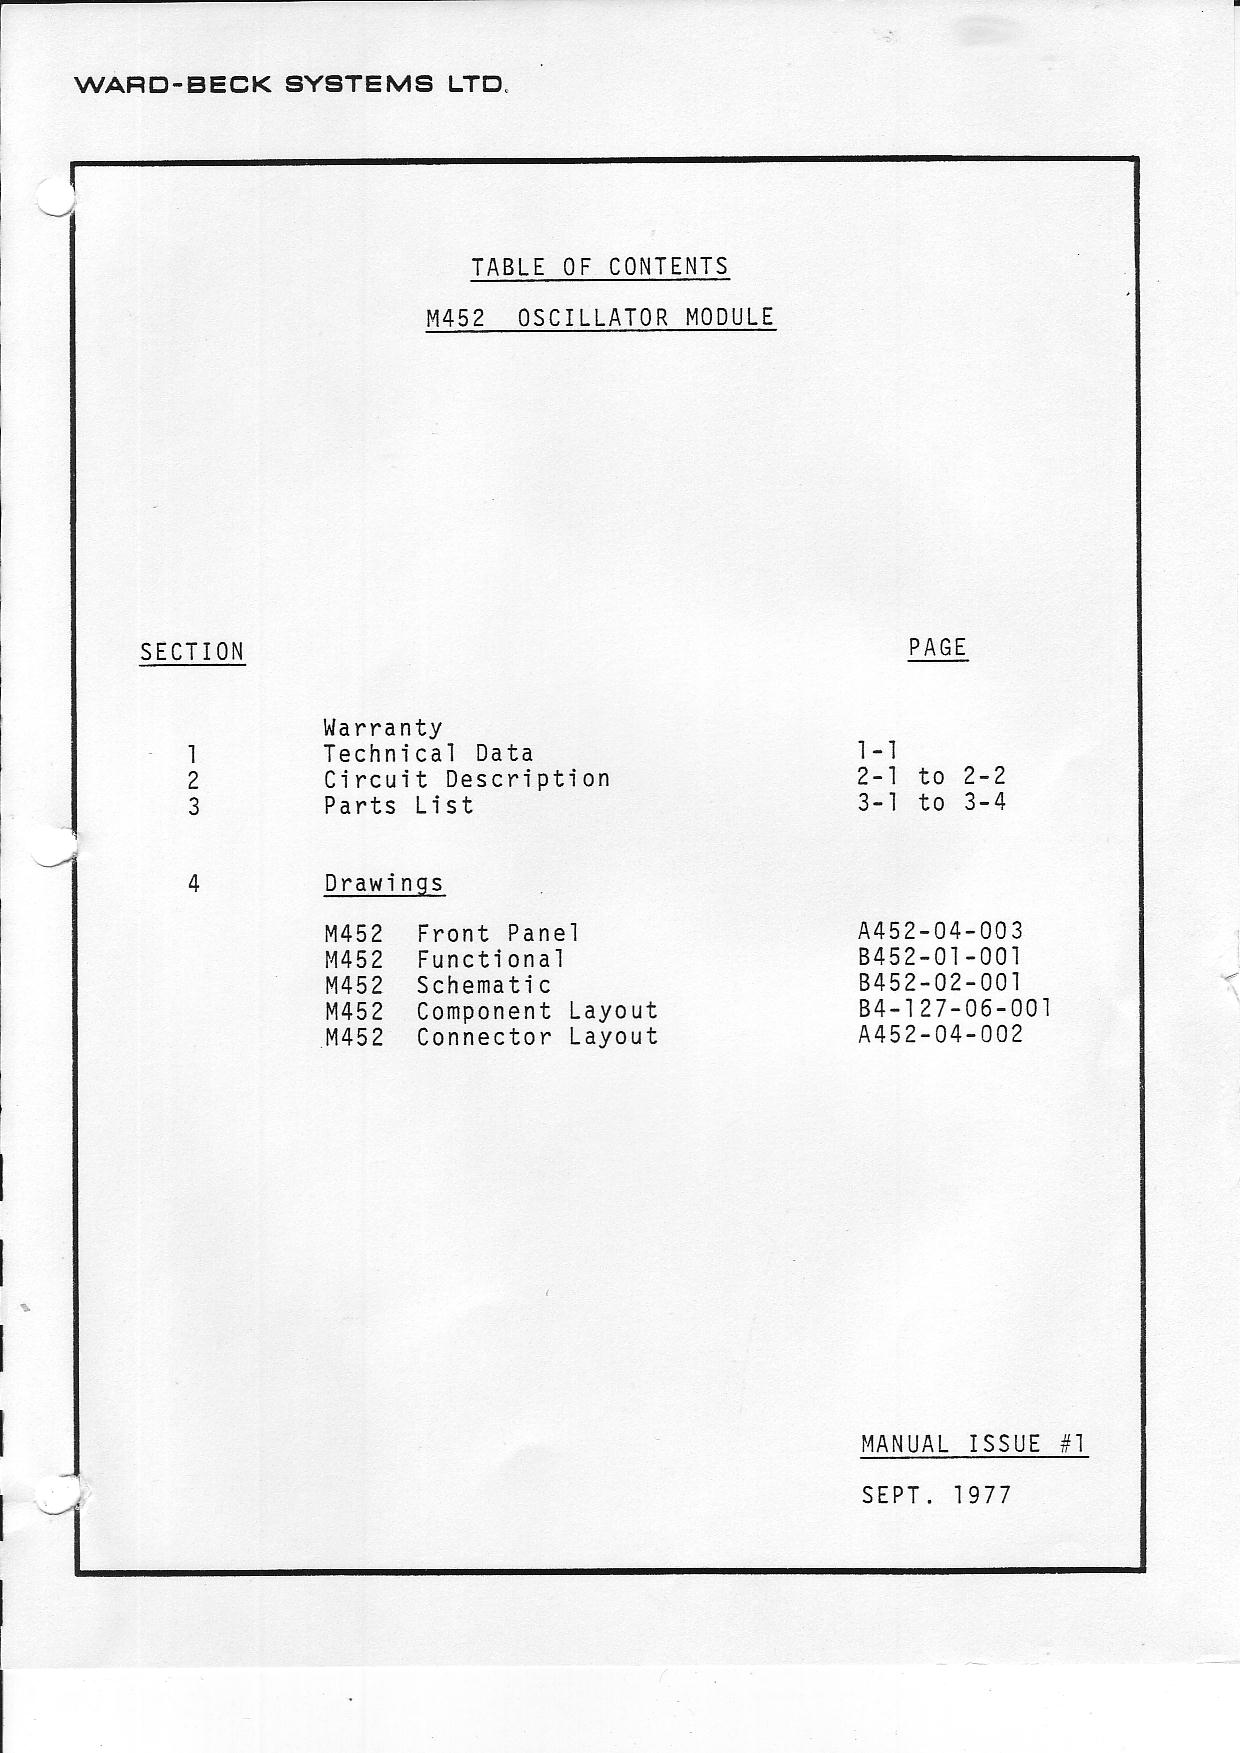 WARD-BECK SYSTEMS LTD.
TABLE OF CONTENTS
M452 OSCILLATOR MODULE
SECTION PAGE
Warranty
1 Technical Data 1-1
2 Circuit Description 2-1 to 2-2
3 Parts List 3-1 to 3-4
4 Drawings
M452 Front Panel A452-04-003
M452 Functional B452-01-001
M452 Schematic B452-02-001
M452 Component Layout B4-127-06-001
M452 Connector Layout A452-04-002
MANUAL ISSUE #1
SEPT. 1977